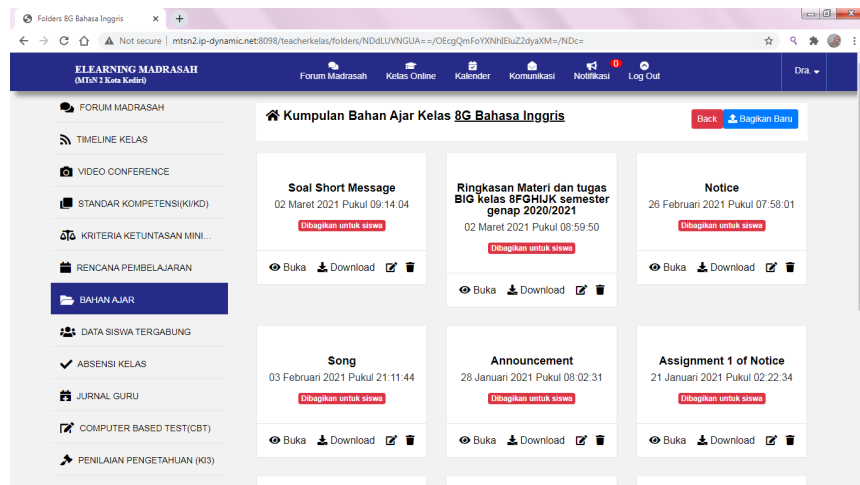 Folders 8G Bahasa Inggris
Not secure | mtsn2.ip-dynamic.net:8098/teacherkelas/folders/NDdLUVNGUA==/OEcgQmFoYXNhIEluZ2dyaXM=/NDc=
ELEARNING MADRASAH
(MTsN 2 Kota Kediri)
Forum Madrasah
Kelas Online
Kalender
Komunikasi
Notifikasi
0
Log Out
Dra.
FORUM MADRASAH
TIMELINE KELAS
VIDEO CONFERENCE
STANDAR KOMPETENSI(KI/KD)
KRITERIA KETUNTASAN MINI...
RENCANA PEMBELAJARAN
BAHAN AJAR
DATA SISWA TERGABUNG
ABSENSI KELAS
JURNAL GURU
COMPUTER BASED TEST(CBT)
PENILAIAN PENGETAHUAN (KI3)
Kumpulan Bahan Ajar Kelas 8G Bahasa Inggris
Back
Bagikan Baru
Soal Short Message
02 Maret 2021 Pukul 09:14:04
Dibagikan untuk siswa
Buka Download
Ringkasan Materi dan tugas
BIG kelas 8FGHIJK semester
genap 2020/2021
02 Maret 2021 Pukul 08:59:50
Dibagikan untuk siswa
Buka Download
Notice
26 Februari 2021 Pukul 07:58:01
Dibagikan untuk siswa
Buka Download
Song
03 Februari 2021 Pukul 21:11:44
Dibagikan untuk siswa
Buka Download
Announcement
28 Januari 2021 Pukul 08:02:31
Dibagikan untuk siswa
Buka Download
Assignment 1 of Notice
21 Januari 2021 Pukul 02:22:34
Dibagikan untuk siswa
Buka Download